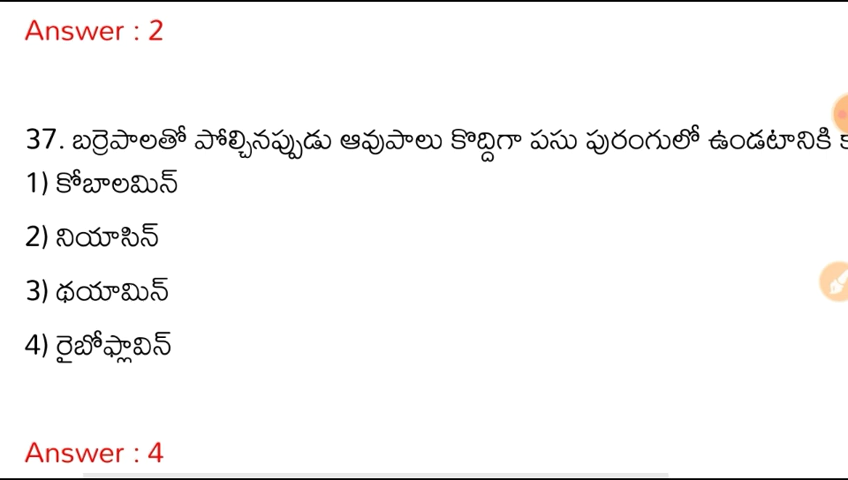 Answer : 2
37. బర్రెపాలతో పోల్చినప్పుడు ఆవుపాలు కొద్దిగా పసు పురంగులో ఉండటానికి
1) కోబాలమిన్
2) నియాసిన్
3) థయామిన్
4) రైబోఫ్లావిన్
Answer : 4